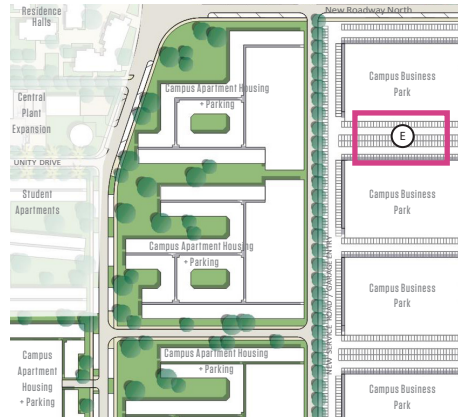 Residence
Halls
New Roadway North
Campus Apartment Housing
+ Parking
Campus Business
Park
Central
Plant
Expansion
E
UNITY DRIVE
Student
Apartments
Campus Business
Park
Campus Apartment Housing
+ Parking
NEW SERVICE ROAD / GARAGE ENTRY
Campus Business
Park
Campus
Apartment
Housing
+ Parking
Campus Apartment Housing
+ Parking
Campus Business
Park